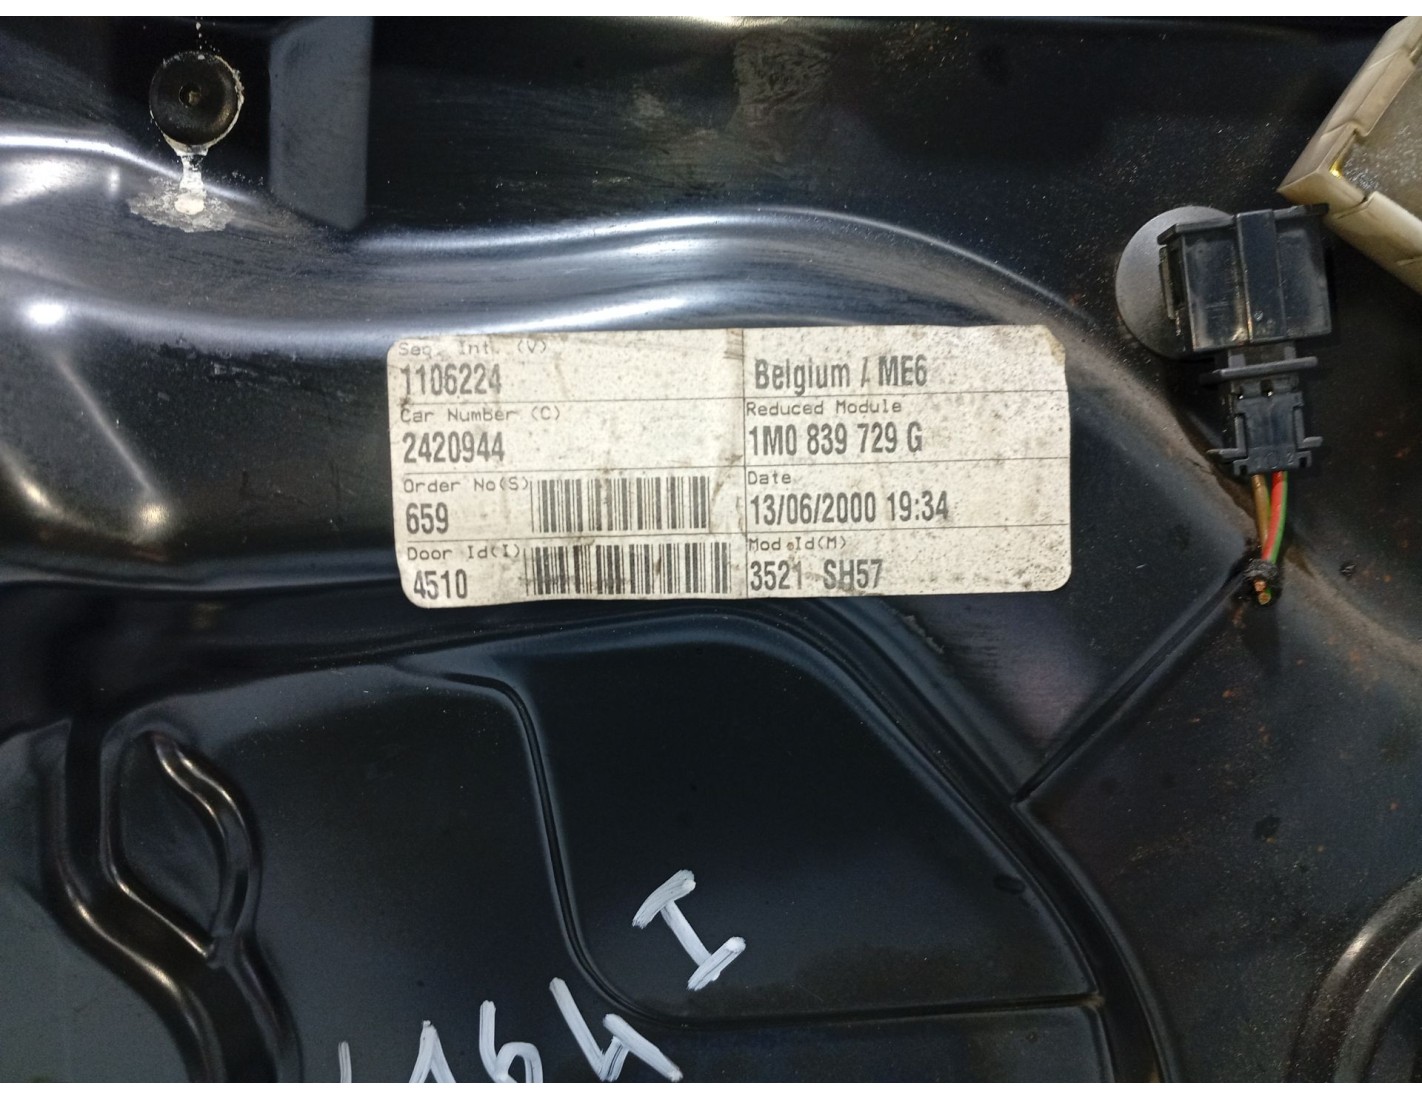 Seq. Int. (V)
1106224
Car Number (C)
2420944
Order No(S)
659
Door Id(I)
4510
Belgium / ME6
Reduced Module
1M0 839 729 G
Date
13/06/2000 19:34
Mod.Id(M)
3521 SH57
I